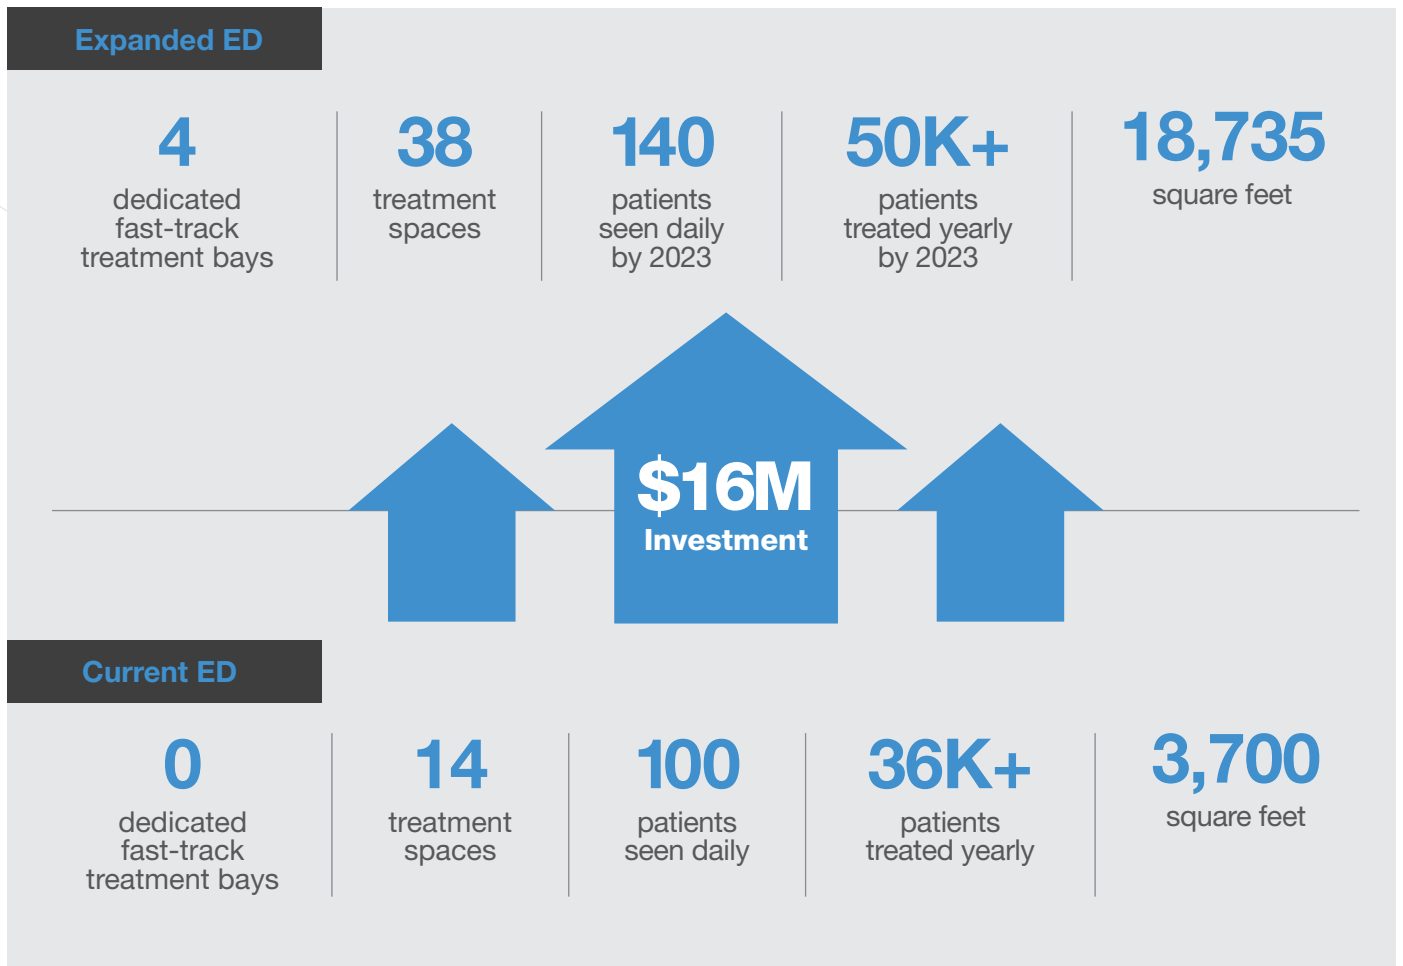 Expanded ED
4
dedicated
fast-track
treatment bays
38
treatment
spaces
140
patients
seen daily
by 2023
50K+
patients
treated yearly
by 2023
18,735
square feet
$16M
Investment
Current ED
0
dedicated
fast-track
treatment bays
14
treatment
spaces
100
patients
seen daily
36K+
patients
treated yearly
3,700
square feet